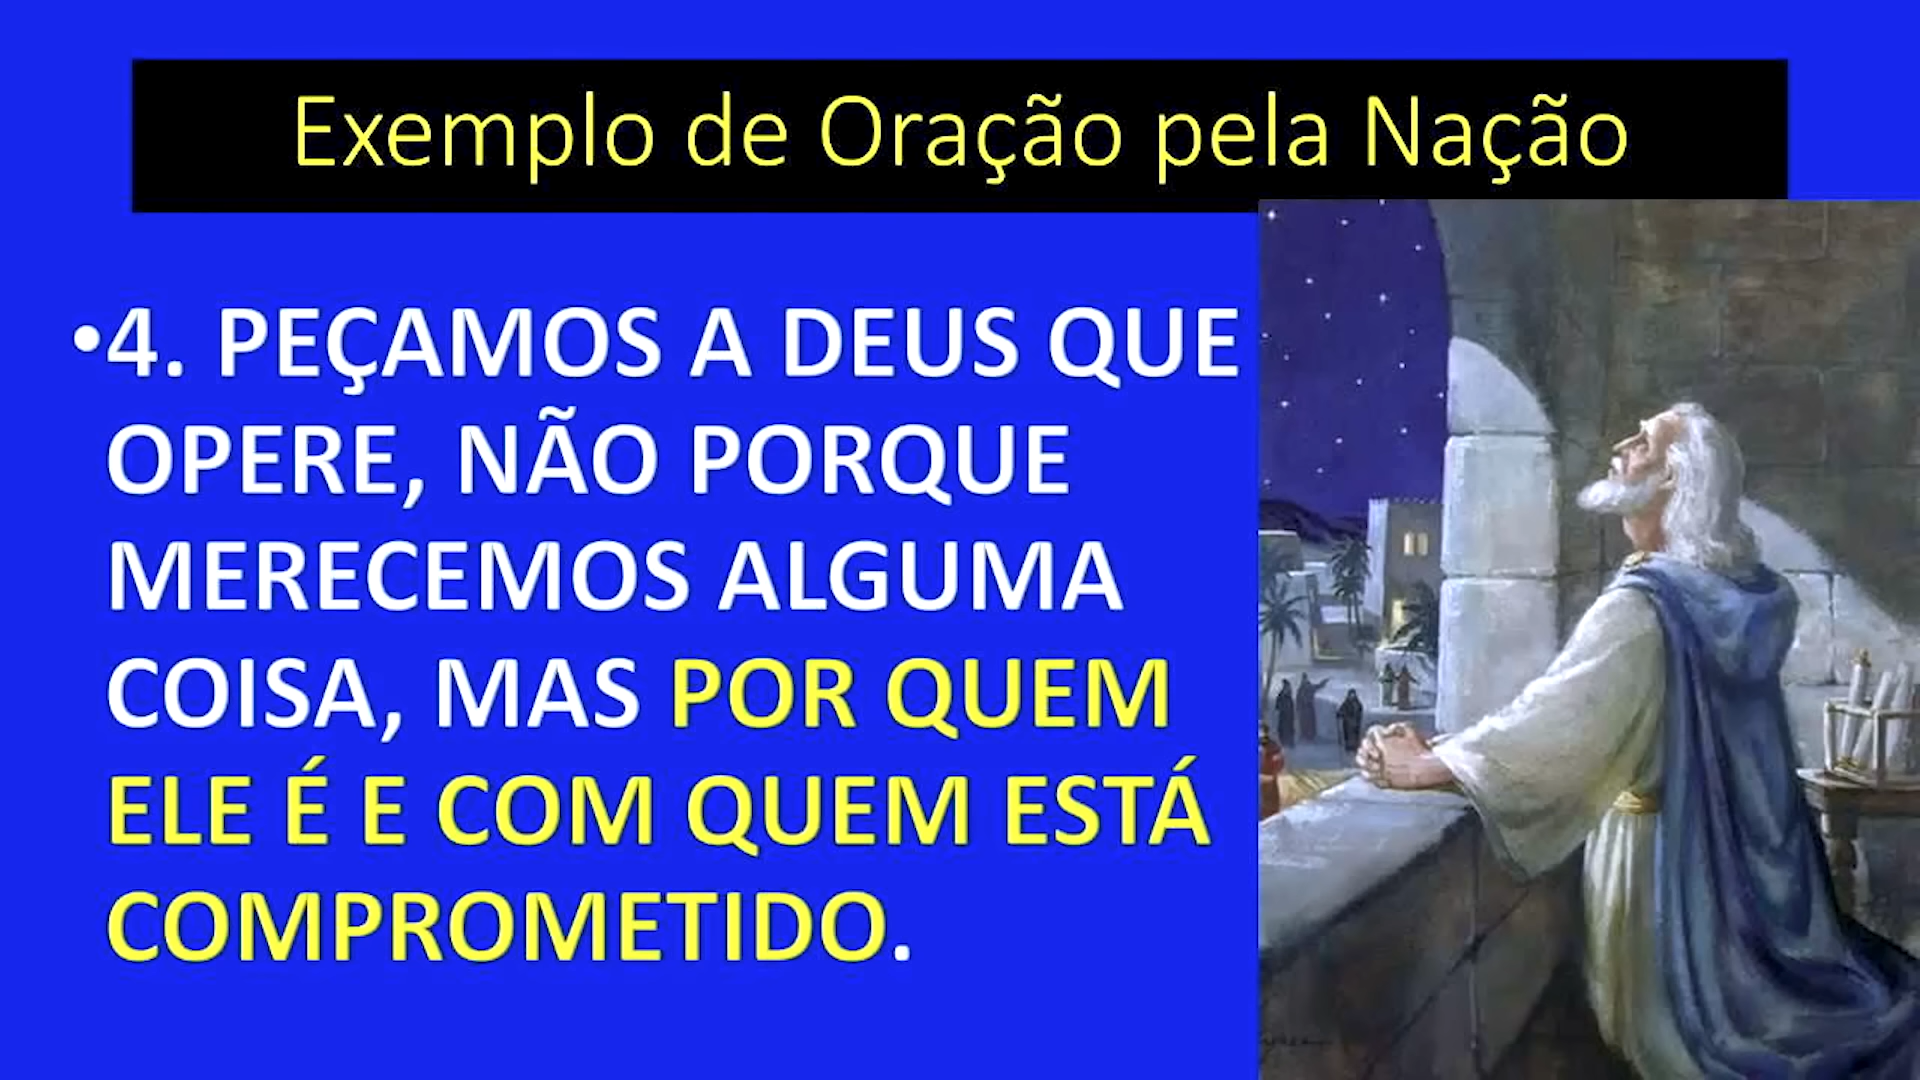 Exemplo de Oração pela Nação
•4. PEÇAMOS A DEUS QUE
OPERE, NÃO PORQUE
MERECEMOS ALGUMA
COISA, MAS POR QUEM
ELE É E COM QUEM ESTÁ
COMPROMETIDO.